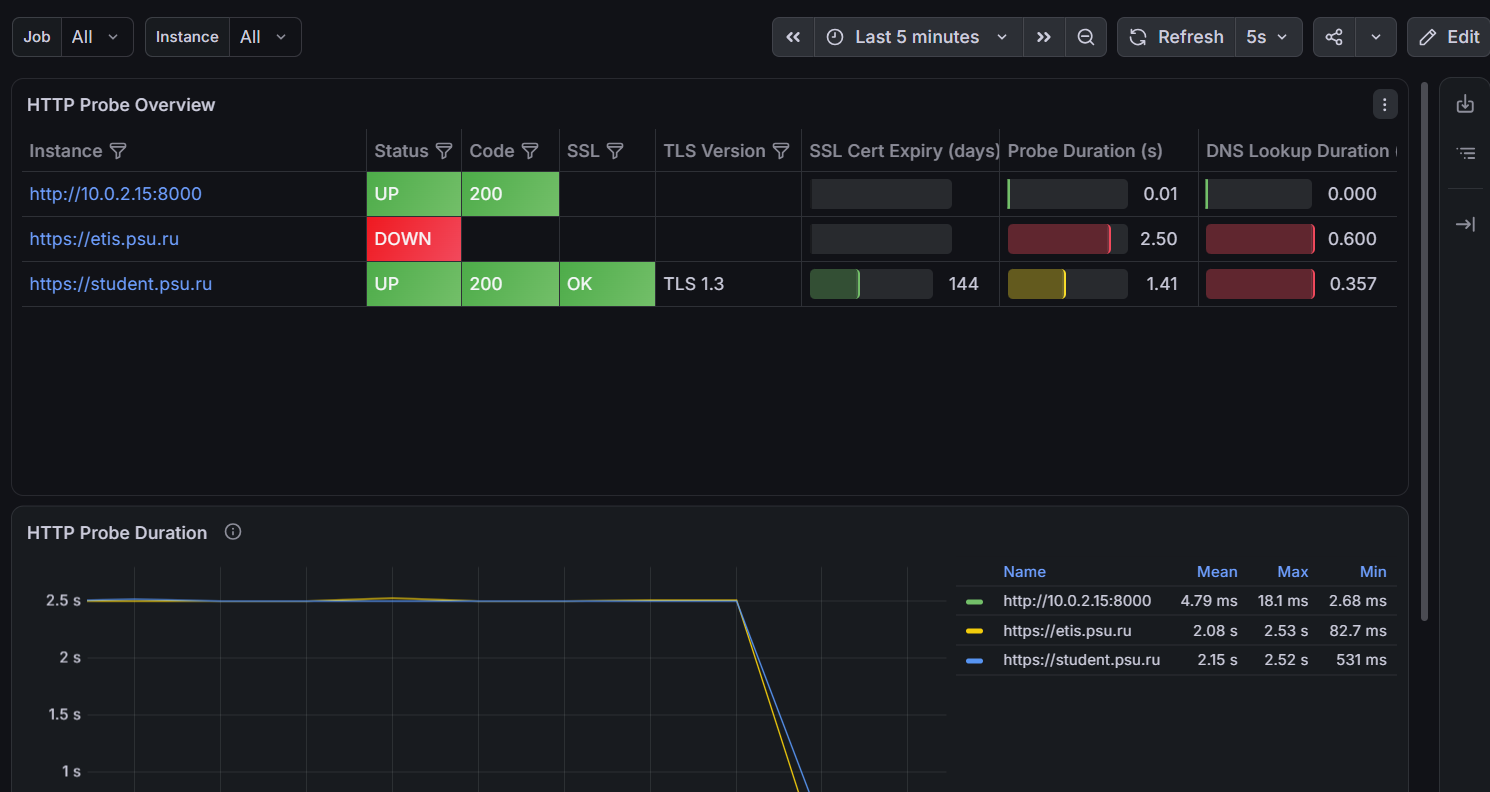 Job All Instance All Last 5 minutes Refresh 5s Edit
HTTP Probe Overview
Instance Status Code SSL TLS Version SSL Cert Expiry (days) Probe Duration (s) DNS Lookup Duration (
http://10.0.2.15:8000 UP 200 0.01 0.000
https://etis.psu.ru DOWN 2.50 0.600
https://student.psu.ru UP 200 OK TLS 1.3 144 1.41 0.357
HTTP Probe Duration
Name Mean Max Min
2.5 s http://10.0.2.15:8000 4.79 ms 18.1 ms 2.68 ms
https://etis.psu.ru 2.08 s 2.53 s 82.7 ms
2 s https://student.psu.ru 2.15 s 2.52 s 531 ms
1.5 s
1 s